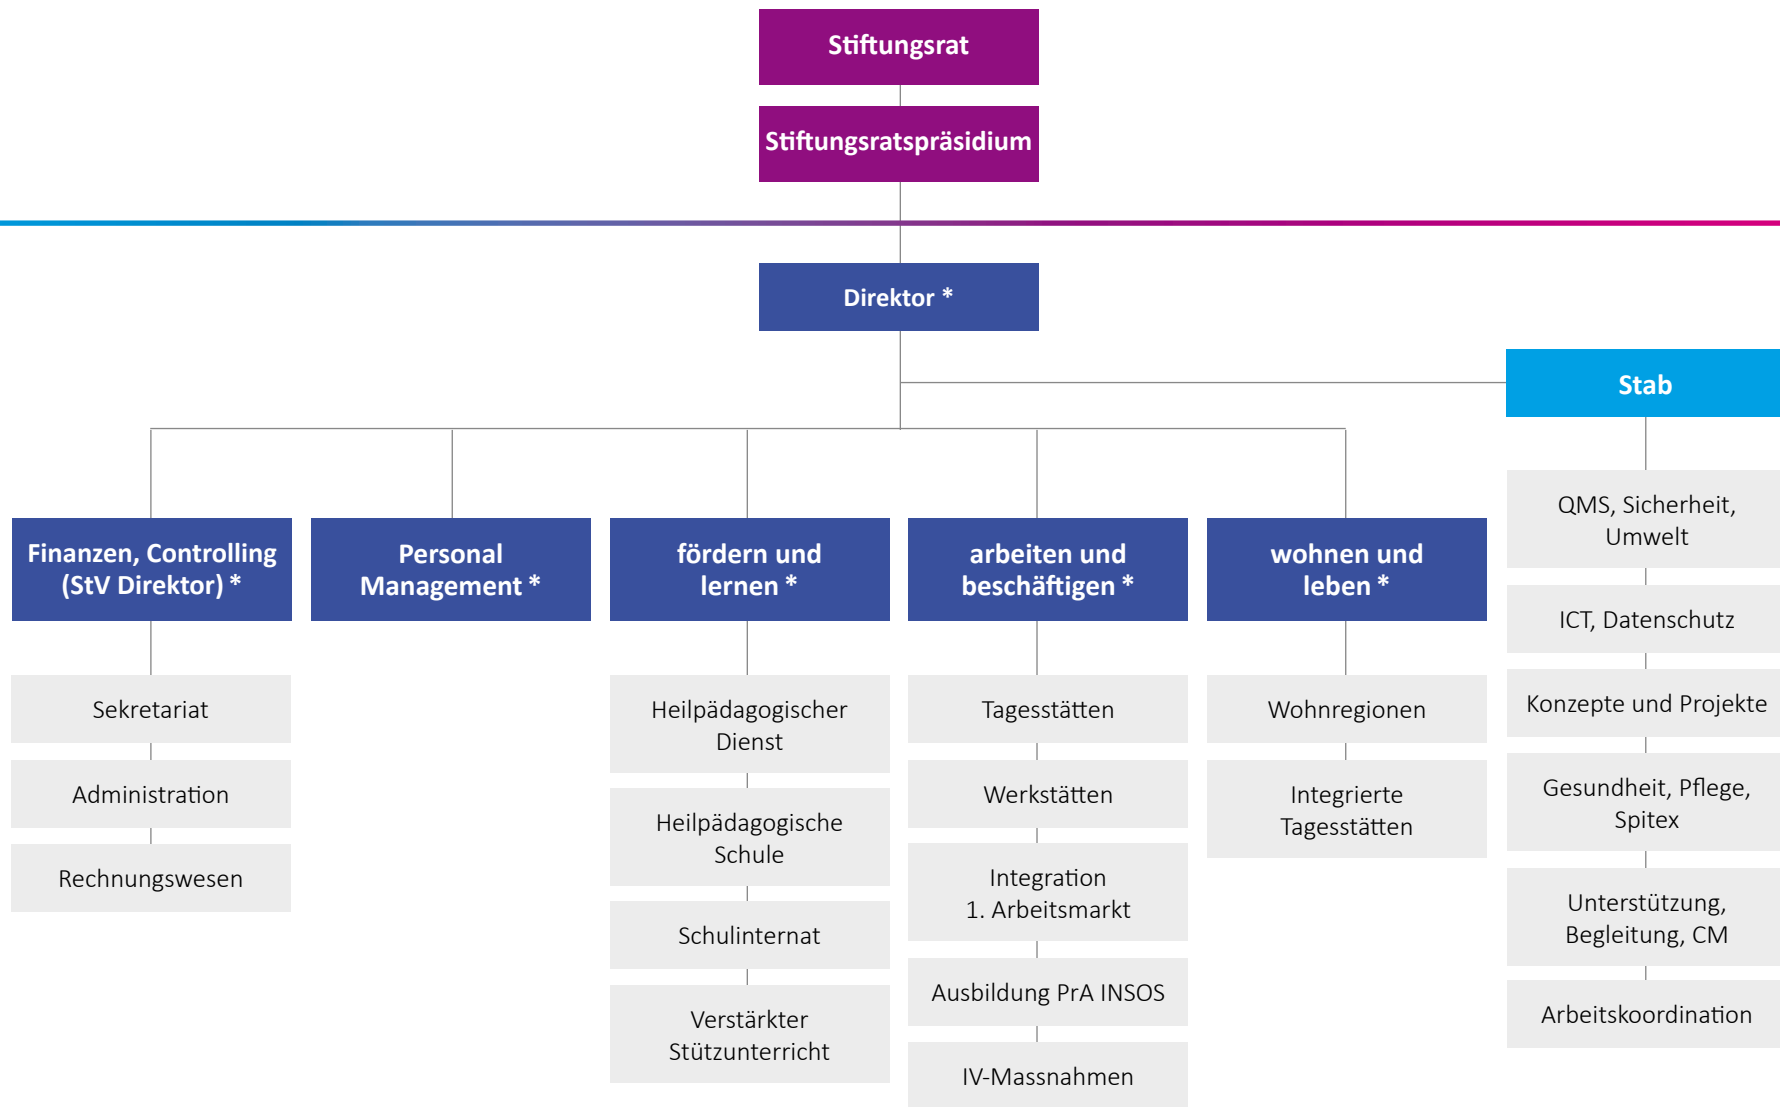 Stiftungsrat
Stiftungsratspräsidium
Direktor *
Stab
Finanzen, Controlling
(StV Direktor) *
Personal
Management *
fördern und
lernen *
arbeiten und
beschäftigen *
wohnen und
leben *
Sekretariat
Administration
Rechnungswesen
Heilpädagogischer
Dienst
Heilpädagogische
Schule
Schulinternat
Verstärkter
Stützunterricht
Tagesstätten
Werkstätten
Integration
1. Arbeitsmarkt
Ausbildung PrA INSOS
IV-Massnahmen
Wohnregionen
Integrierte
Tagesstätten
QMS, Sicherheit,
Umwelt
ICT, Datenschutz
Konzepte und Projekte
Gesundheit, Pflege,
Spitex
Unterstützung,
Begleitung, CM
Arbeitskoordination